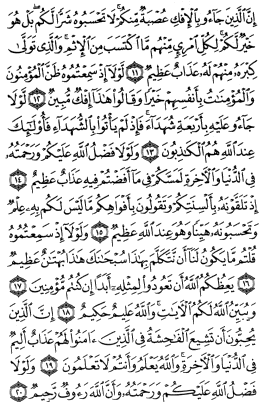 إِنَّ الَّذِينَ جَاءُو بِالْإِفْكِ عُصْبَةٌ مِّنكُمْ لَا تَحْسَبُوهُ شَرًّا لَّكُم بَلْ هُوَ
خَيْرٌ لَّكُمْ لِكُلِّ امْرِئٍ مِّنْهُم مَّا اكْتَسَبَ مِنَ الْإِثْمِ وَالَّذِي تَوَلَّىٰ
كِبْرَهُ مِنْهُمْ لَهُ عَذَابٌ عَظِيمٌ ١١ لَّوْلَا إِذْ سَمِعْتُمُوهُ ظَنَّ الْمُؤْمِنُونَ
وَالْمُؤْمِنَاتُ بِأَنفُسِهِمْ خَيْرًا وَقَالُوا هَٰذَا إِفْكٌ مُّبِينٌ ١٢ لَّوْلَا
جَاءُو عَلَيْهِ بِأَرْبَعَةِ شُهَدَاءَ فَإِذْ لَمْ يَأْتُوا بِالشُّهَدَاءِ فَأُولَٰئِكَ
عِندَ اللَّهِ هُمُ الْكَاذِبُونَ ١٣ وَلَوْلَا فَضْلُ اللَّهِ عَلَيْكُمْ وَرَحْمَتُهُ
فِي الدُّنْيَا وَالْآخِرَةِ لَمَسَّكُمْ فِي مَا أَفَضْتُمْ فِيهِ عَذَابٌ عَظِيمٌ ١٤
إِذْ تَلَقَّوْنَهُ بِأَلْسِنَتِكُمْ وَتَقُولُونَ بِأَفْوَاهِكُم مَّا لَيْسَ لَكُم بِهِ عِلْمٌ
وَتَحْسَبُونَهُ هَيِّنًا وَهُوَ عِندَ اللَّهِ عَظِيمٌ ١٥ وَلَوْلَا إِذْ سَمِعْتُمُوهُ
قُلْتُم مَّا يَكُونُ لَنَا أَن نَّتَكَلَّمَ بِهَٰذَا سُبْحَانَكَ هَٰذَا بُهْتَانٌ عَظِيمٌ
١٦ يَعِظُكُمُ اللَّهُ أَن تَعُودُوا لِمِثْلِهِ أَبَدًا إِن كُنتُم مُّؤْمِنِينَ ١٧
وَيُبَيِّنُ اللَّهُ لَكُمُ الْآيَاتِ وَاللَّهُ عَلِيمٌ حَكِيمٌ ١٨ إِنَّ الَّذِينَ
يُحِبُّونَ أَن تَشِيعَ الْفَاحِشَةُ فِي الَّذِينَ آمَنُوا لَهُمْ عَذَابٌ أَلِيمٌ
فِي الدُّنْيَا وَالْآخِرَةِ وَاللَّهُ يَعْلَمُ وَأَنتُمْ لَا تَعْلَمُونَ ١٩ وَلَوْلَا
فَضْلُ اللَّهِ عَلَيْكُمْ وَرَحْمَتُهُ وَأَنَّ اللَّهَ رَءُوفٌ رَّحِيمٌ ٢٠